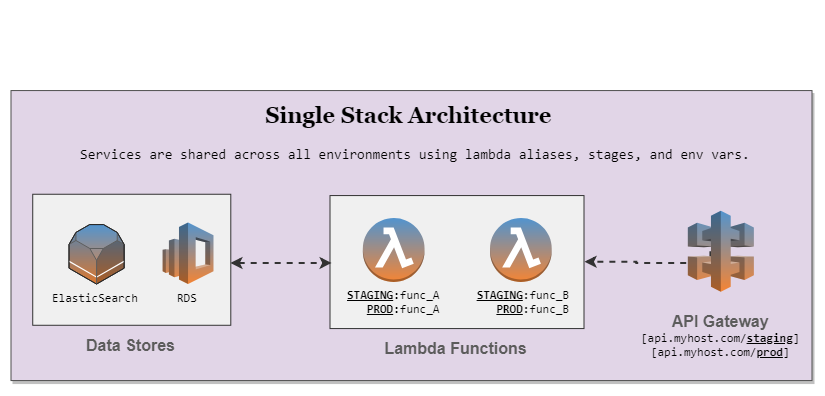 Single Stack Architecture
Services are shared across all environments using lambda aliases, stages, and env vars.
ElasticSearch
RDS
Data Stores
STAGING:func_A
PROD:func_A
STAGING:func_B
PROD:func_B
Lambda Functions
API Gateway
[api.myhost.com/staging]
[api.myhost.com/prod]